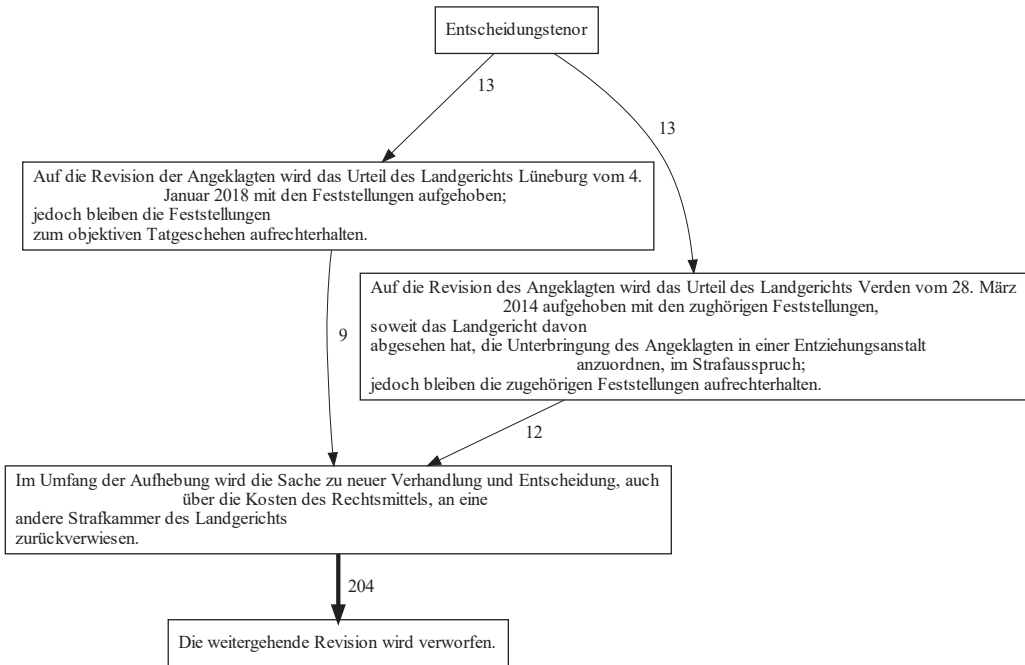 Entscheidungstenor
13
13
Auf die Revision der Angeklagten wird das Urteil des Landgerichts Lüneburg vom 4.
Januar 2018 mit den Feststellungen aufgehoben;
jedoch bleiben die Feststellungen
zum objektiven Tatgeschehen aufrechterhalten.
Auf die Revision des Angeklagten wird das Urteil des Landgerichts Verden vom 28. März
2014 aufgehoben mit den zughörigen Feststellungen,
soweit das Landgericht davon
abgesehen hat, die Unterbringung des Angeklagten in einer Entziehungsanstalt
anzuordnen, im Strafausspruch;
jedoch bleiben die zugehörigen Feststellungen aufrechterhalten.
9
12
Im Umfang der Aufhebung wird die Sache zu neuer Verhandlung und Entscheidung, auch
über die Kosten des Rechtsmittels, an eine
andere Strafkammer des Landgerichts
zurückverwiesen.
204
Die weitergehende Revision wird verworfen.